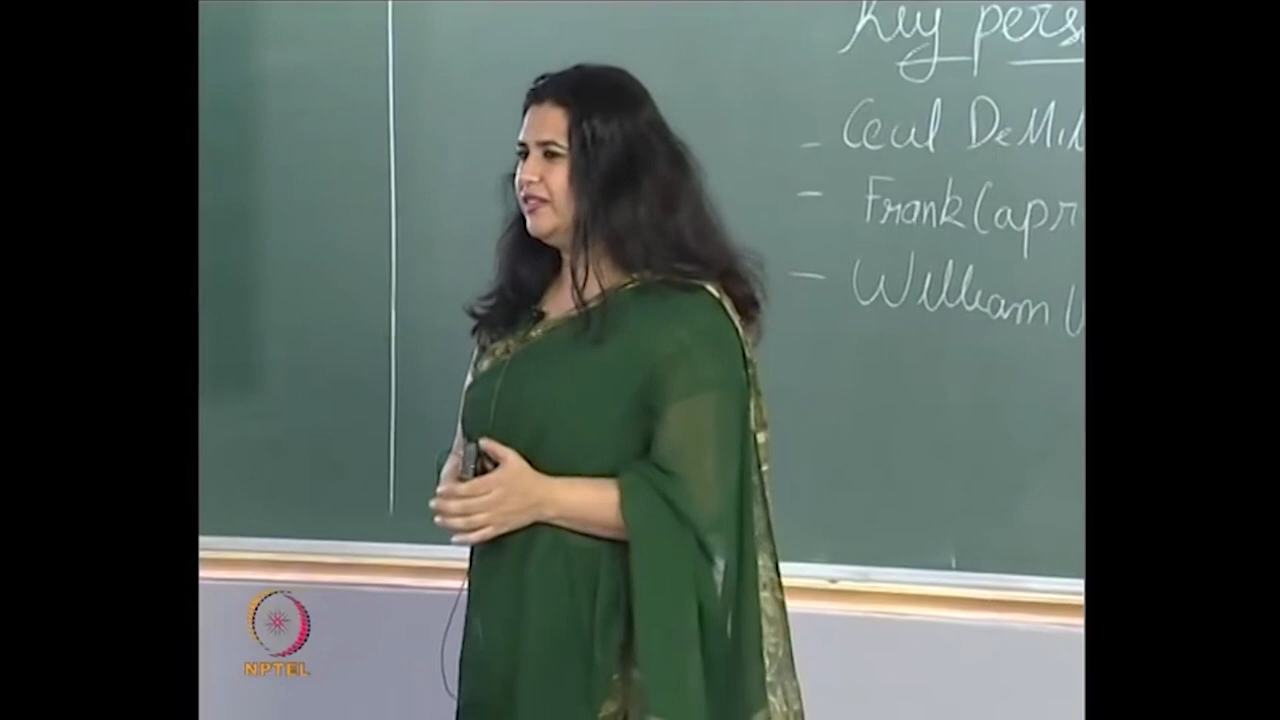 Key pers
- Cecil DeMil
- Frank Capr
- William W
NPTEL